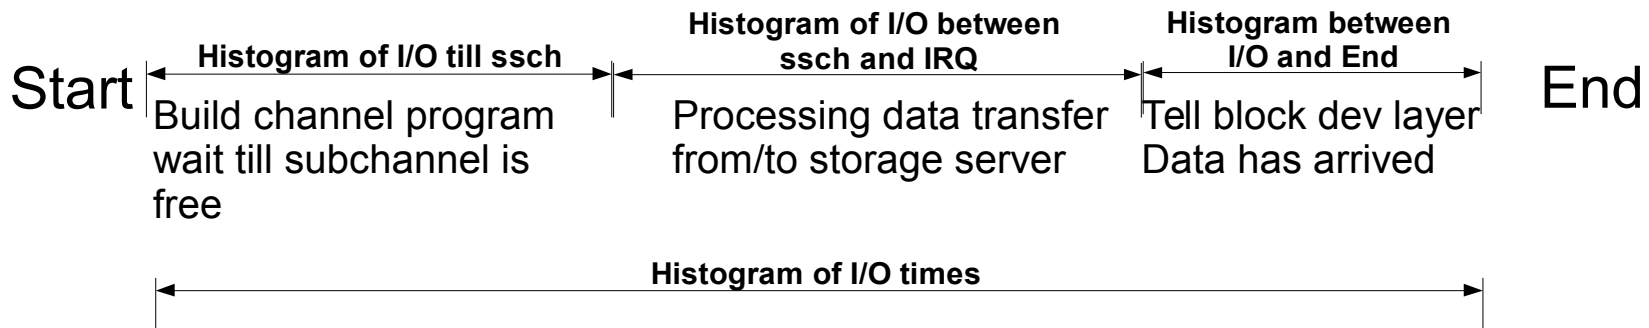 Start
Histogram of I/O till ssch
Build channel program
wait till subchannel is
free
Histogram of I/O between
ssch and IRQ
Processing data transfer
from/to storage server
Histogram between
I/O and End
Tell block dev layer
Data has arrived
End
Histogram of I/O times